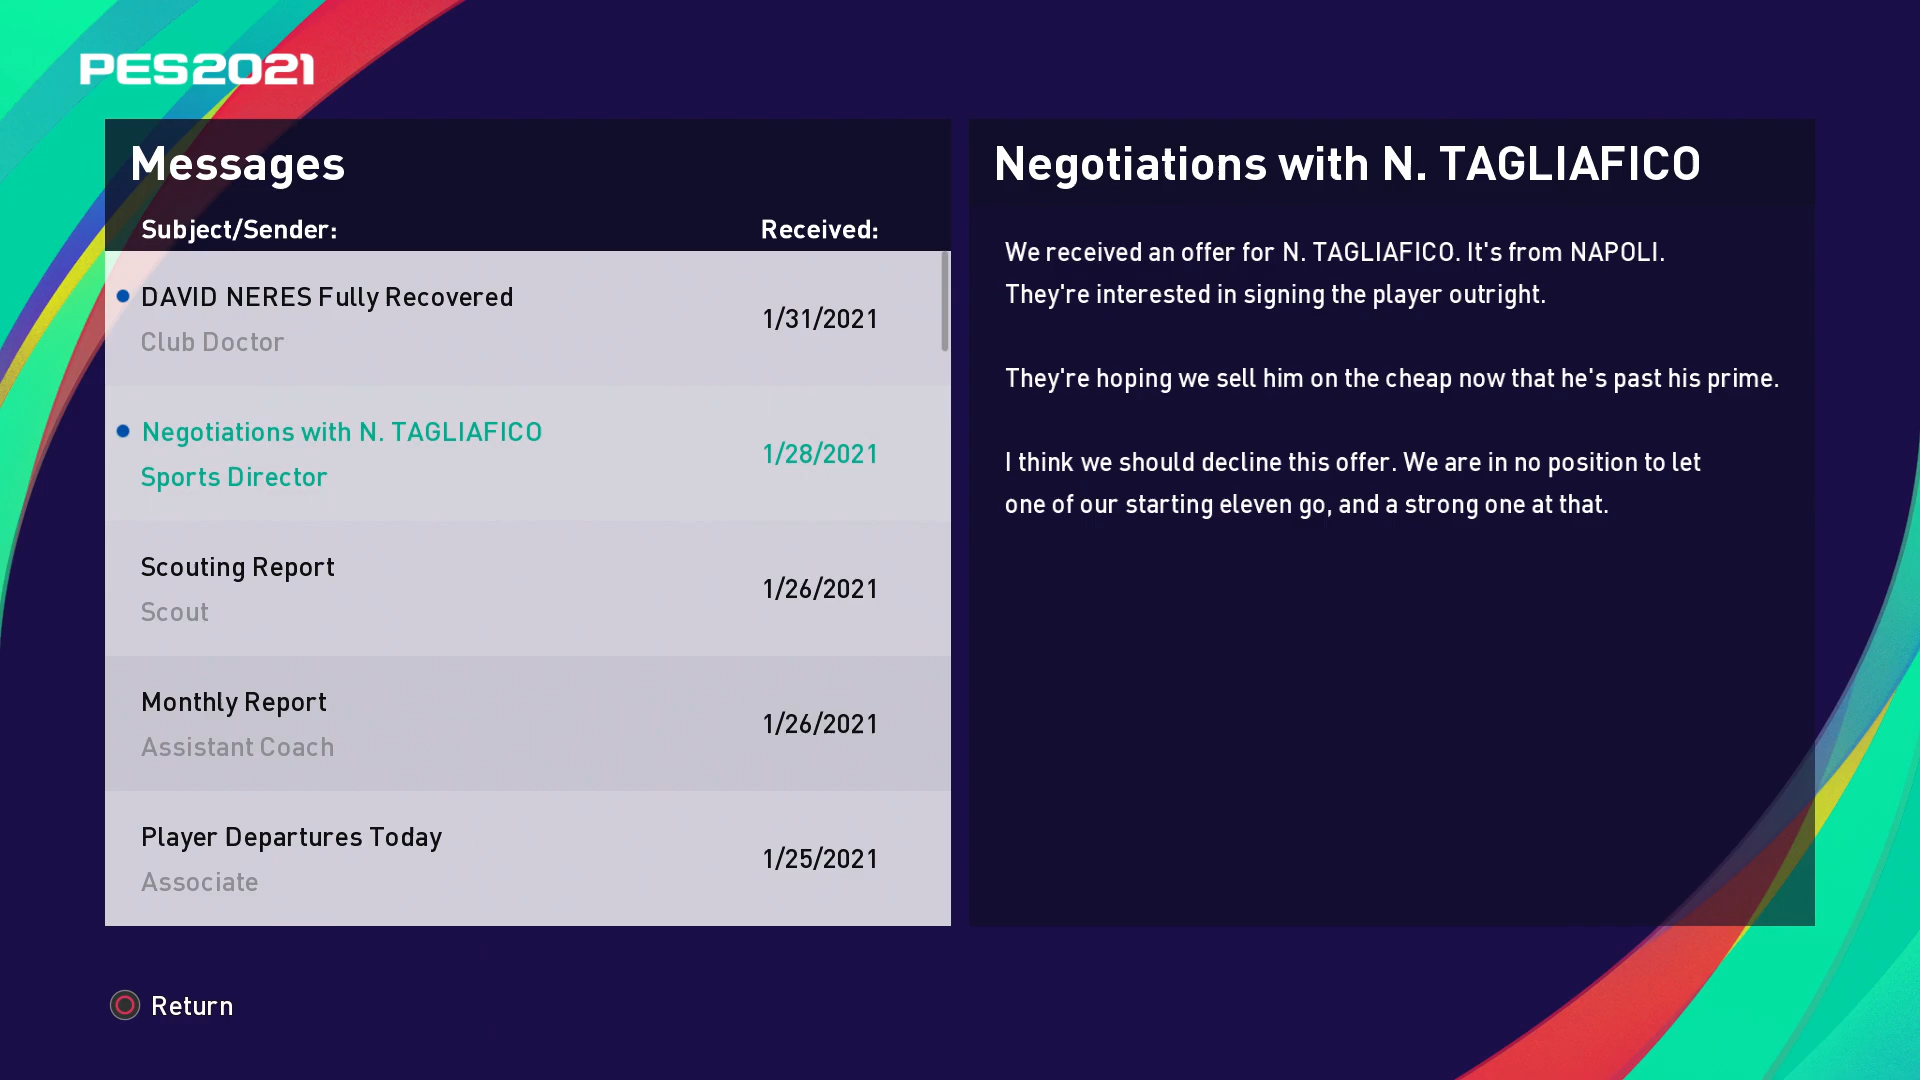 PES2021
Messages
Subject/Sender: Received:
DAVID NERES Fully Recovered
Club Doctor
1/31/2021
Negotiations with N. TAGLIAFICO
Sports Director
1/28/2021
Scouting Report
Scout
1/26/2021
Monthly Report
Assistant Coach
1/26/2021
Player Departures Today
Associate
1/25/2021
Negotiations with N. TAGLIAFICO
We received an offer for N. TAGLIAFICO. It's from NAPOLI.
They're interested in signing the player outright.
They're hoping we sell him on the cheap now that he's past his prime.
I think we should decline this offer. We are in no position to let
one of our starting eleven go, and a strong one at that.
Return